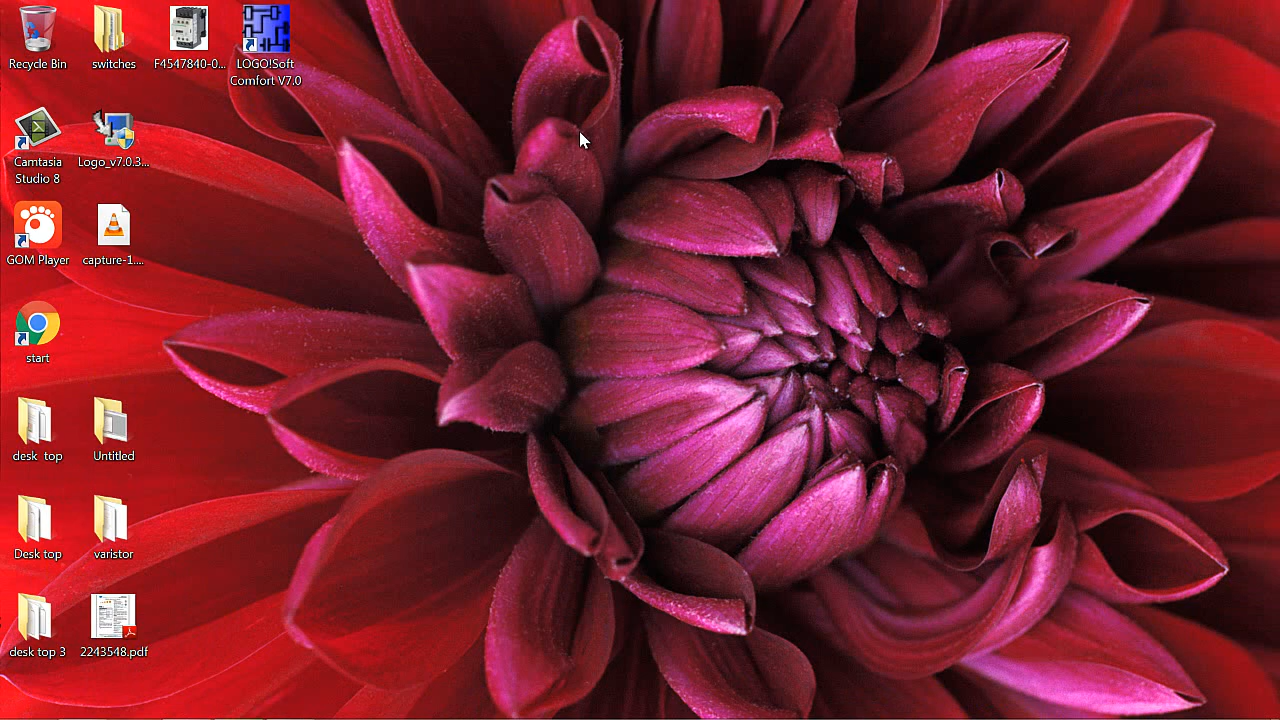 Recycle Bin
switches
F4547840-0...
LOGO!Soft
Comfort V7.0
Camtasia
Studio 8
Logo_v7.0.3...
GOM Player
capture-1....
start
desk top
Untitled
Desk top
varistor
desk top 3
2243548.pdf